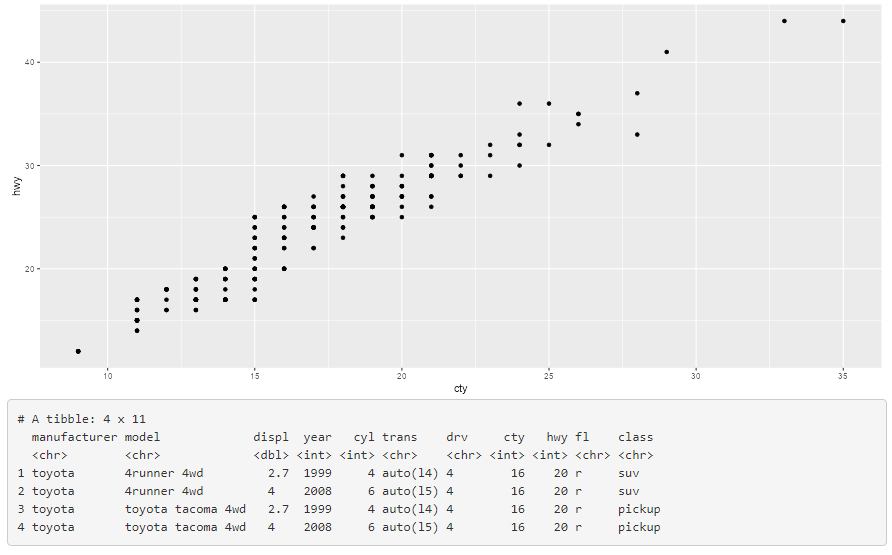 40
30
20
hwy
10 15 20 25 30 35
cty
# A tibble: 4 x 11
manufacturer model displ year cyl trans drv cty hwy fl class
<chr> <chr> <dbl> <int> <int> <chr> <chr> <int> <int> <chr> <chr>
1 toyota 4runner 4wd 2.7 1999 4 auto(l4) 4 16 20 r suv
2 toyota 4runner 4wd 4 2008 6 auto(l5) 4 16 20 r suv
3 toyota toyota tacoma 4wd 2.7 1999 4 auto(l4) 4 16 20 r pickup
4 toyota toyota tacoma 4wd 4 2008 6 auto(l5) 4 16 20 r pickup